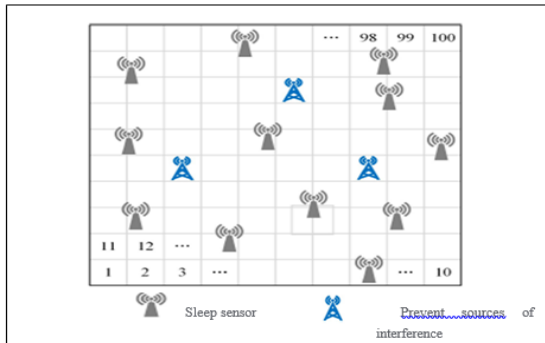 ... 98 99 100
11 12 ...
1 2 3 ... ... 10
Sleep sensor
Prevent sources of
interference